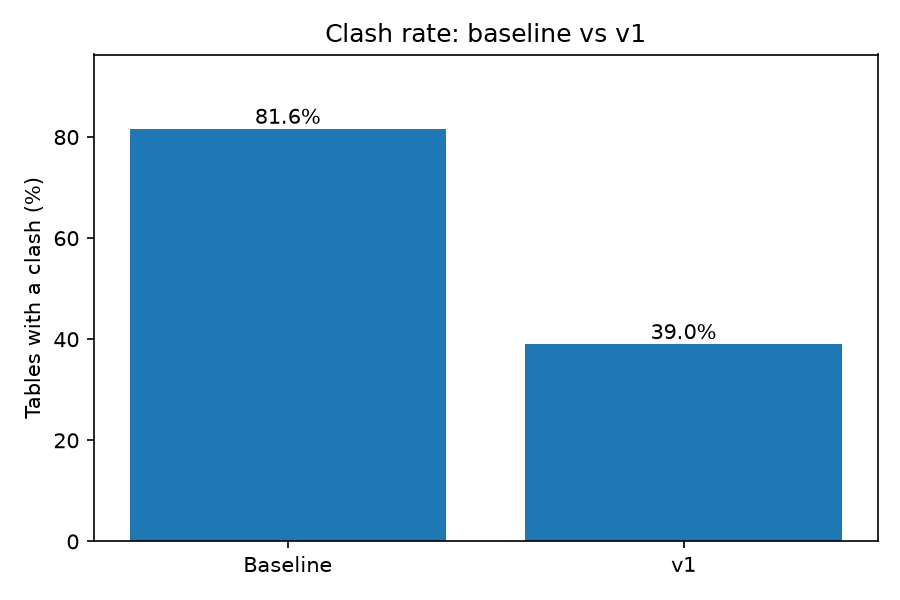 Clash rate: baseline vs v1
Tables with a clash (%)
80
60
40
20
0
81.6%
39.0%
Baseline
v1